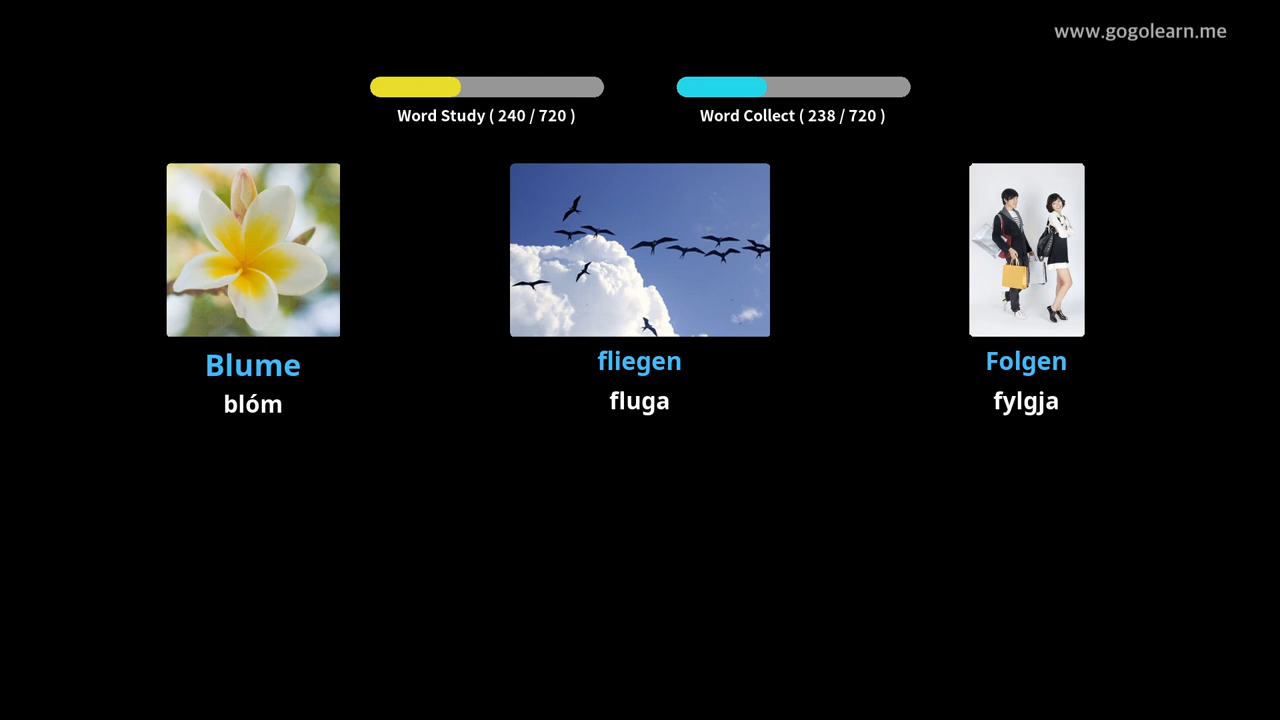 www.gogolearn.me
Word Study ( 240 / 720 )
Word Collect ( 238 / 720 )
Blume
blóm
fliegen
fluga
Folgen
fylgja